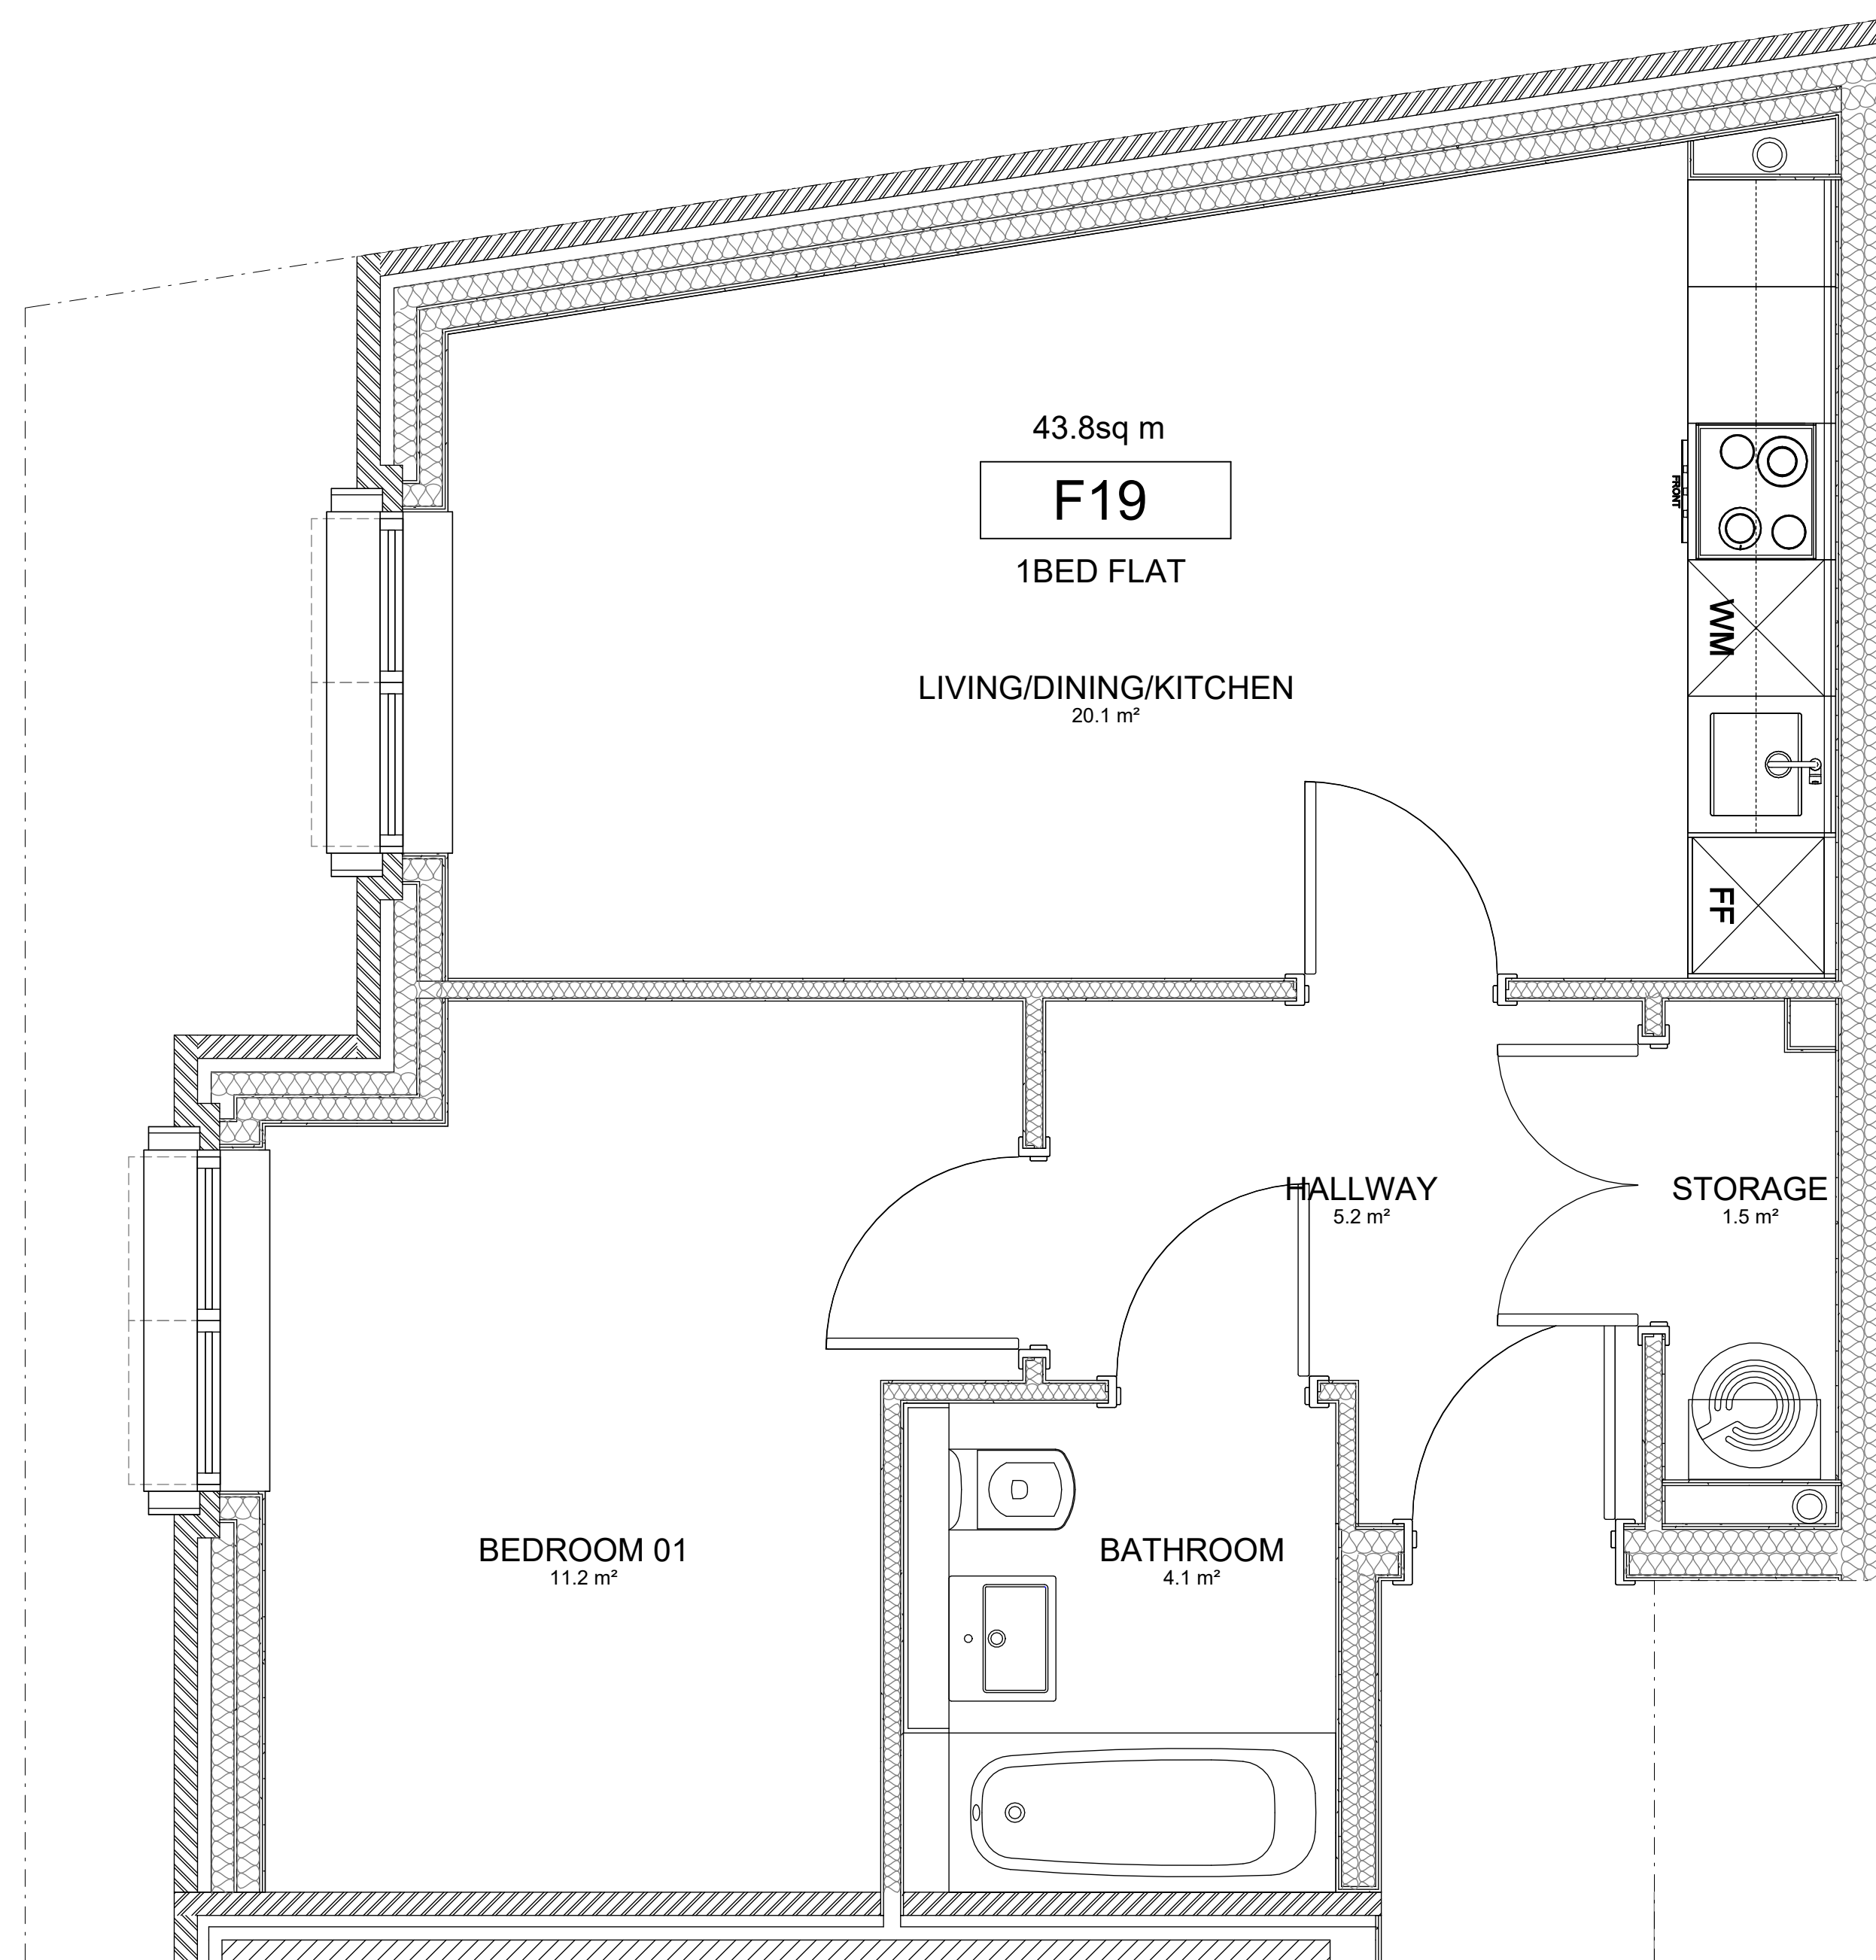 43.8sq m
F19
1BED FLAT
FRONT
WM
LIVING/DINING/KITCHEN
20.1 m²
FF
HALLWAY
5.2 m²
STORAGE
1.5 m²
BEDROOM 01
11.2 m²
BATHROOM
4.1 m²